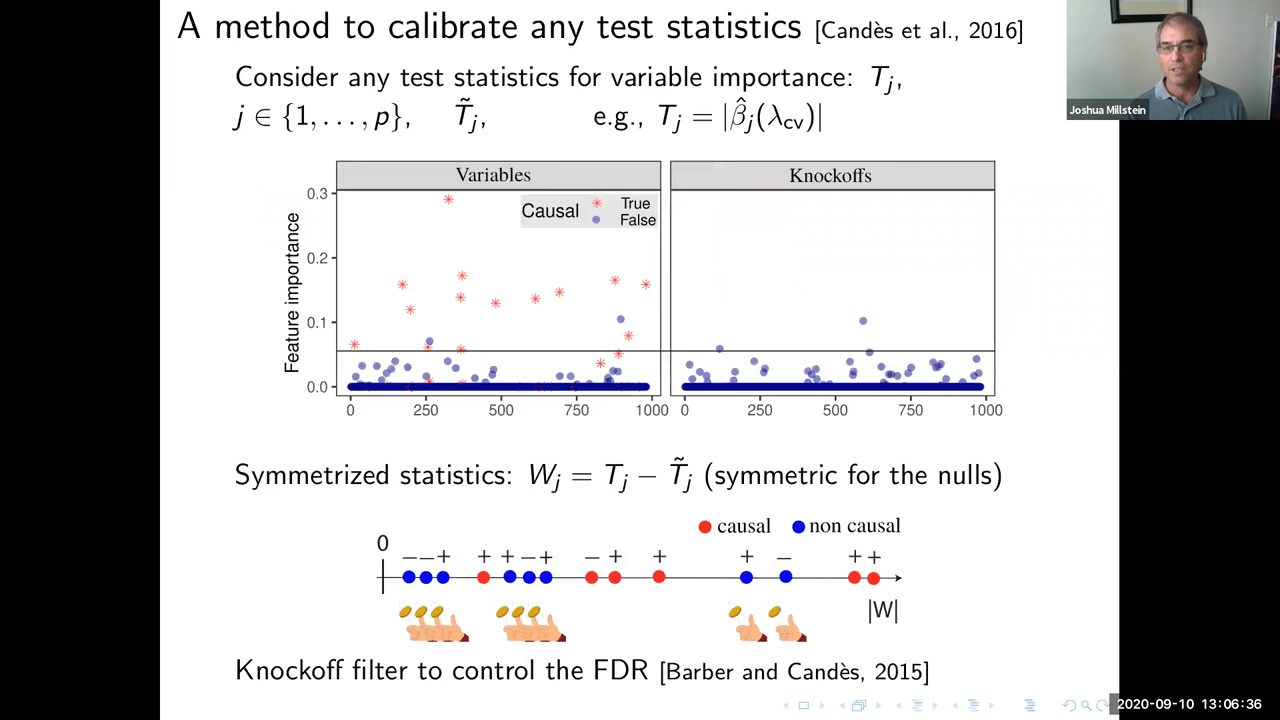 A method to calibrate any test statistics [Candès et al., 2016]
Joshua Millstein
Consider any test statistics for variable importance: Tⱼ,
j ∈ {1, . . . , p}, T̃ⱼ, e.g., Tⱼ = |β̂ⱼ(λcv)|
Variables
Knockoffs
Causal
True
False
Feature importance
0.3
0.2
0.1
0.0
0 250 500 750 1000
0 250 500 750 1000
Symmetrized statistics: Wⱼ = Tⱼ − T̃ⱼ (symmetric for the nulls)
causal
non causal
0
− − + + + − + − + + + − + +
|W|
Knockoff filter to control the FDR [Barber and Candès, 2015]
2020-09-10 13:06:36